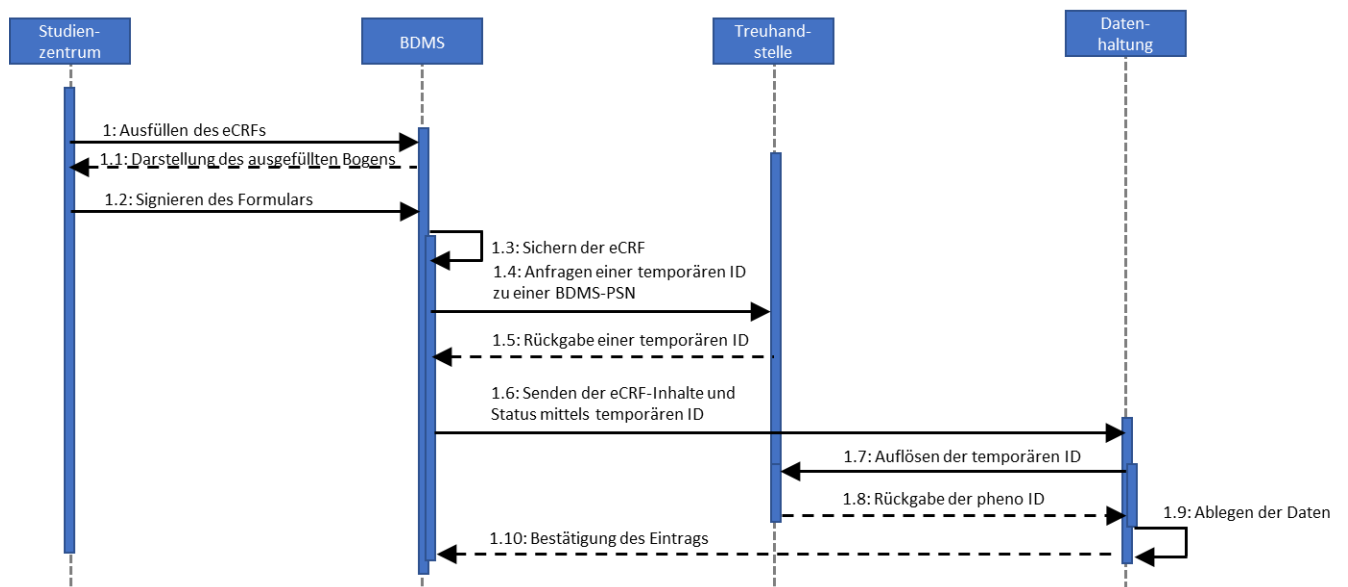 Studien-
zentrum
BDMS
Treuhand-
stelle
Daten-
haltung
1: Ausfüllen des eCRFs
1.1: Darstellung des ausgefüllten Bogens
1.2: Signieren des Formulars
1.3: Sichern der eCRF
1.4: Anfragen einer temporären ID
zu einer BDMS-PSN
1.5: Rückgabe einer temporären ID
1.6: Senden der eCRF-Inhalte und
Status mittels temporären ID
1.7: Auflösen der temporären ID
1.8: Rückgabe der pheno ID
1.9: Ablegen der Daten
1.10: Bestätigung des Eintrags